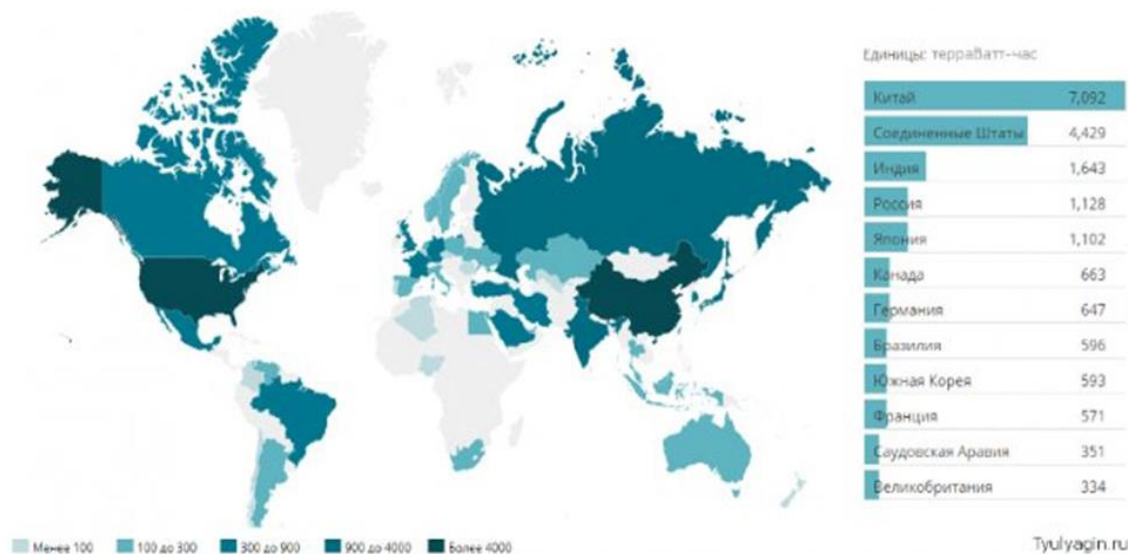 Единицы: терраватт-час
Китай 7,092
Соединенные Штаты 4,429
Индия 1,643
Россия 1,128
Япония 1,102
Канада 663
Германия 647
Бразилия 596
Южная Корея 593
Франция 571
Саудовская Аравия 351
Великобритания 334
Менее 100 100 до 300 300 до 900 900 до 4000 Более 4000
Tyulyagin.ru